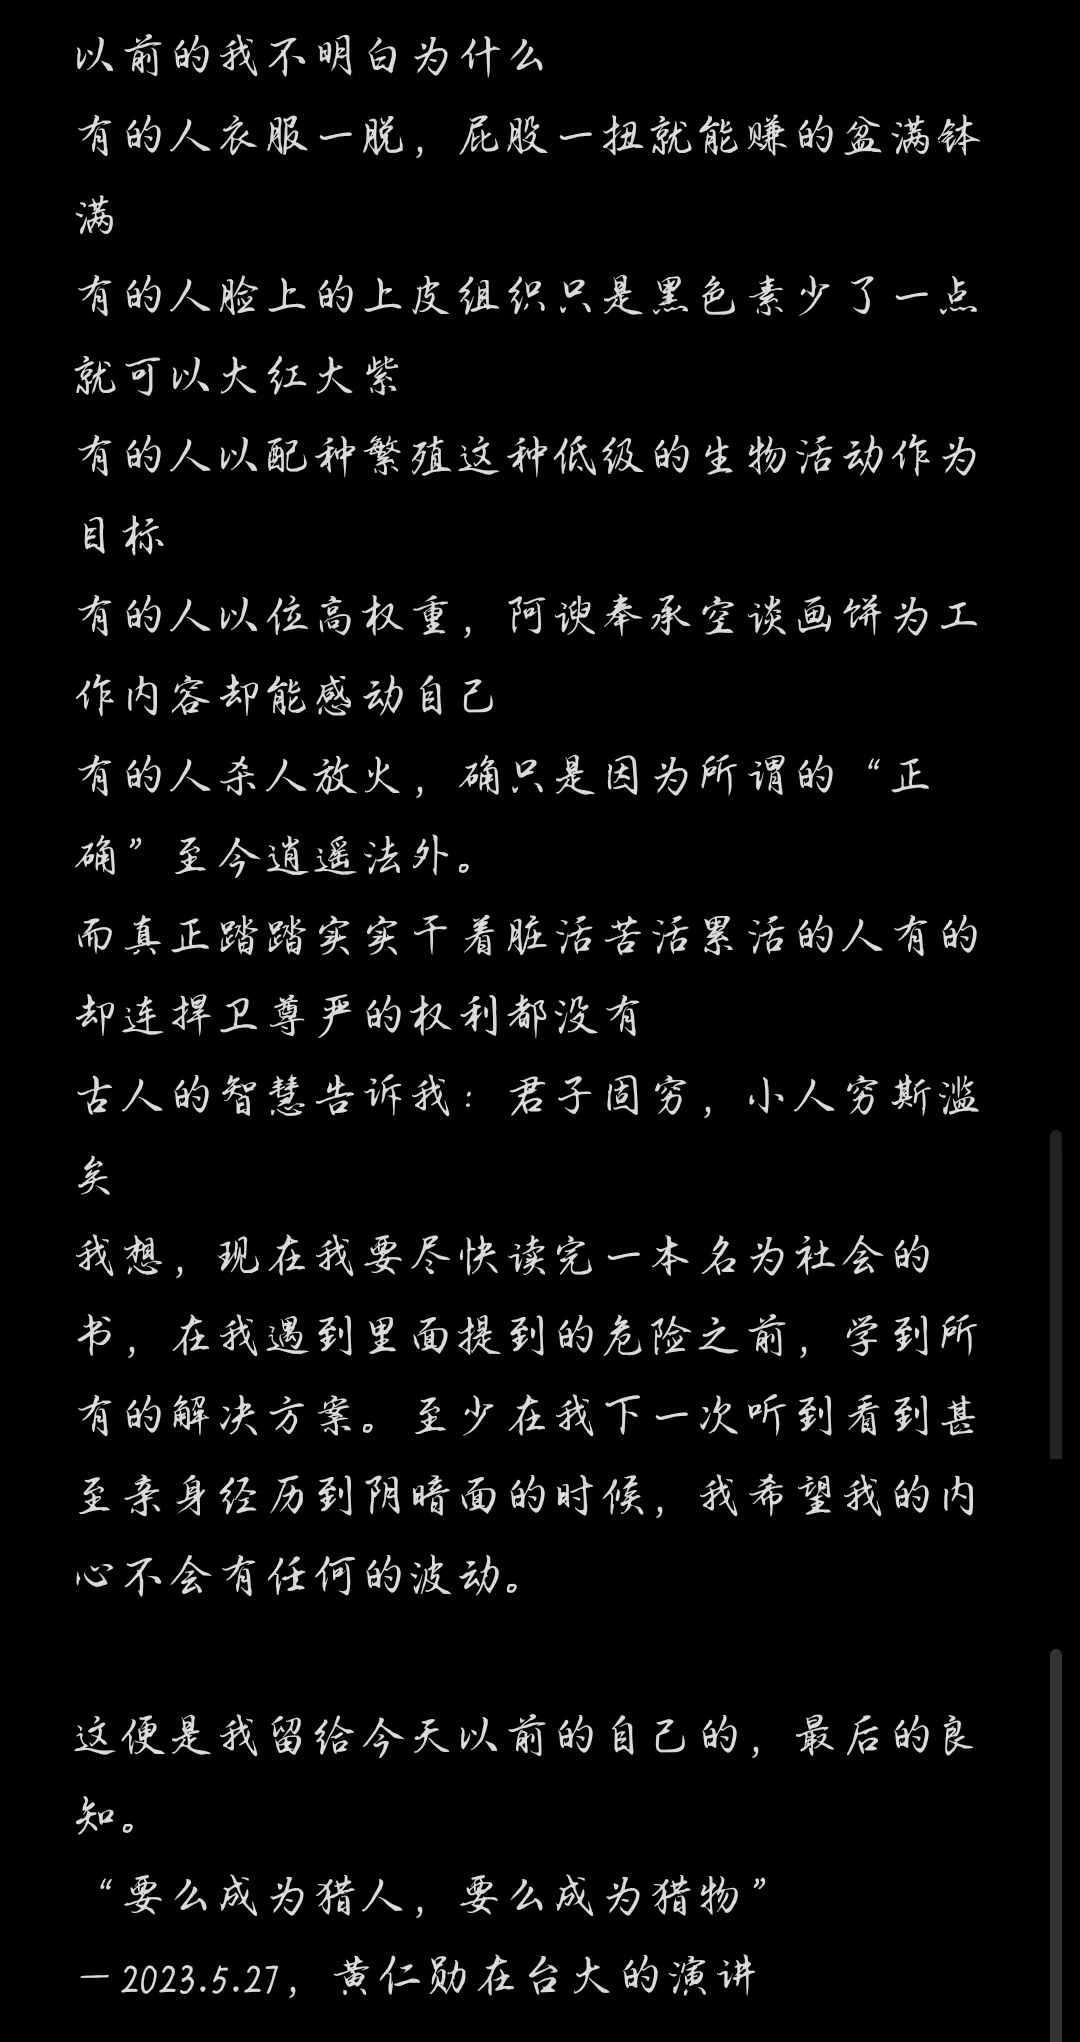 以前的我不明白为什么
有的人衣服一脱，屁股一扭就能赚的盆满钵
满
有的人脸上的上皮组织只是黑色素少了一点
就可以大红大紫
有的人以配种繁殖这种低级的生物活动作为
目标
有的人以位高权重，阿谀奉承空谈画饼为工
作内容却能感动自己
有的人杀人放火，确只是因为所谓的“正
确”至今逍遥法外。
而真正踏踏实实干着脏活苦活累活的人有的
却连捍卫尊严的权利都没有
古人的智慧告诉我：君子固穷，小人穷斯滥
矣
我想，现在我要尽快读完一本名为社会的
书，在我遇到里面提到的危险之前，学到所
有的解决方案。至少在我下一次听到看到甚
至亲身经历到阴暗面的时候，我希望我的内
心不会有任何的波动。
这便是我留给今天以前的自己的，最后的良
知。
“要么成为猎人，要么成为猎物”
—2023.5.27，黄仁勋在台大的演讲